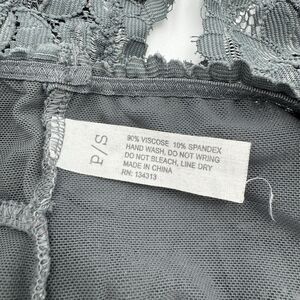 P/S
90% VISCOSE 10% SPANDEX
HAND WASH, DO NOT WRING
DO NOT BLEACH, LINE DRY
MADE IN CHINA
RN: 134313